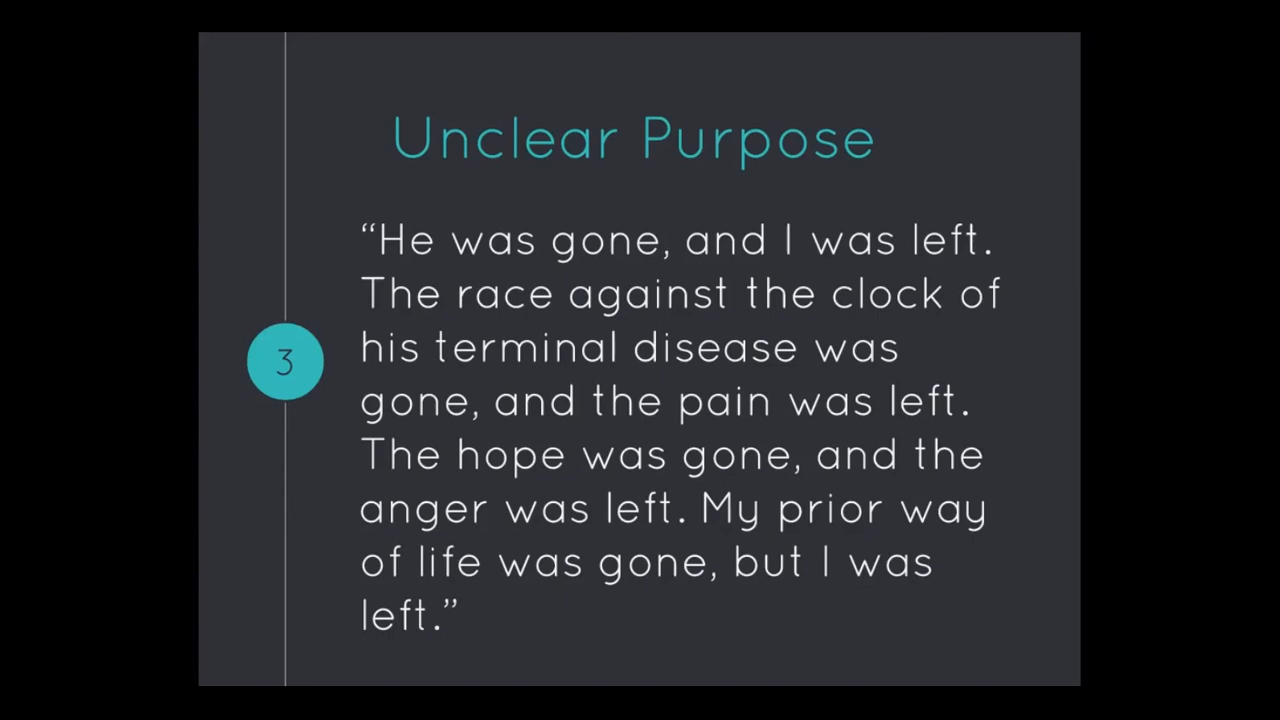 Unclear Purpose
“He was gone, and I was left.
The race against the clock of
his terminal disease was
3
gone, and the pain was left.
The hope was gone, and the
anger was left. My prior way
of life was gone, but I was
left.”